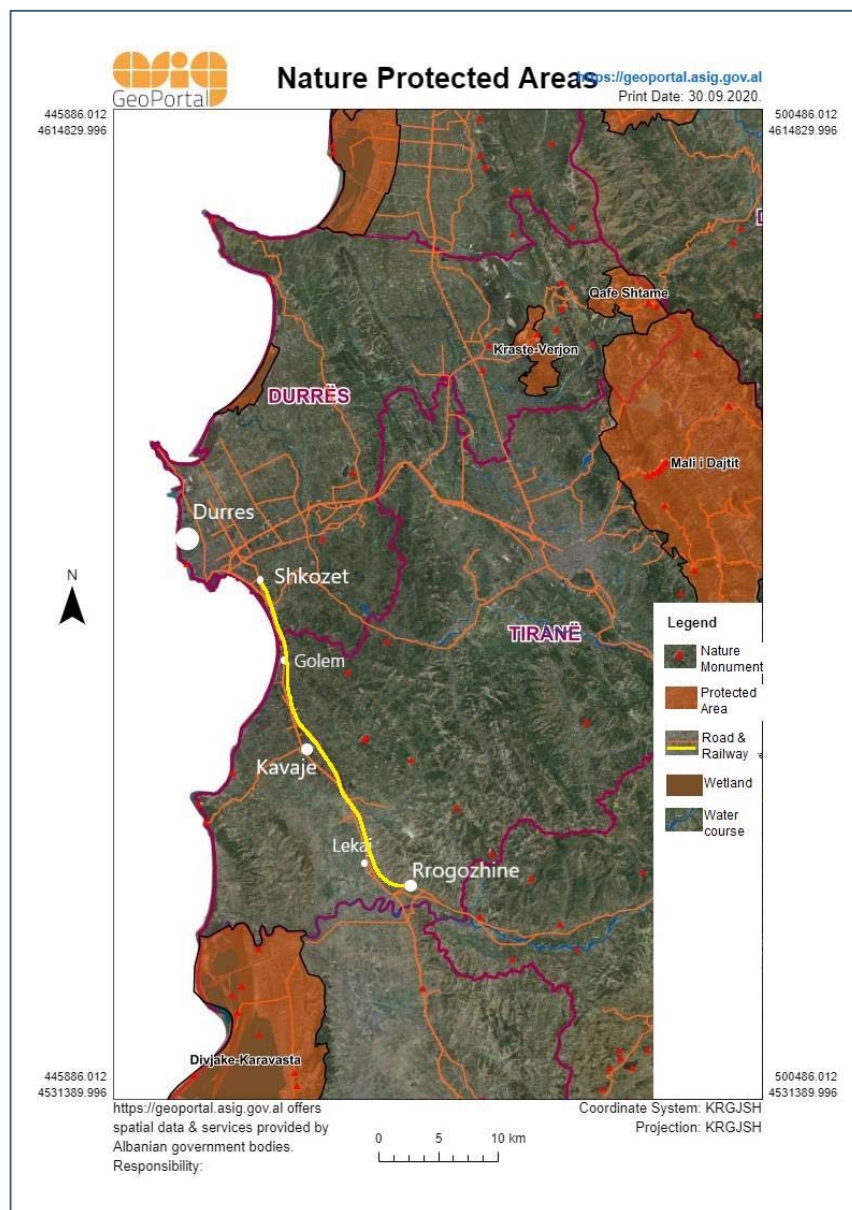 asig
GeoPortal
Nature Protected Areas
https://geoportal.asig.gov.al
Print Date: 30.09.2020.
445886.012
4614829.996
500486.012
4614829.996
Qafe Shtame
Kraste-Verjon
DURRËS
Mali i Dajtit
Durres
N
Shkozet
Legend
TIRANË
Nature
Monument
Golem
Protected
Area
Road &
Railway
Kavaje
Wetland
Water
course
Lekaj
Rrogozhine
Divjake-Karavasta
445886.012
4531389.996
500486.012
4531389.996
https://geoportal.asig.gov.al offers
spatial data & services provided by
Albanian government bodies.
Responsibility:
Coordinate System: KRGJSH
Projection: KRGJSH
0 5 10 km